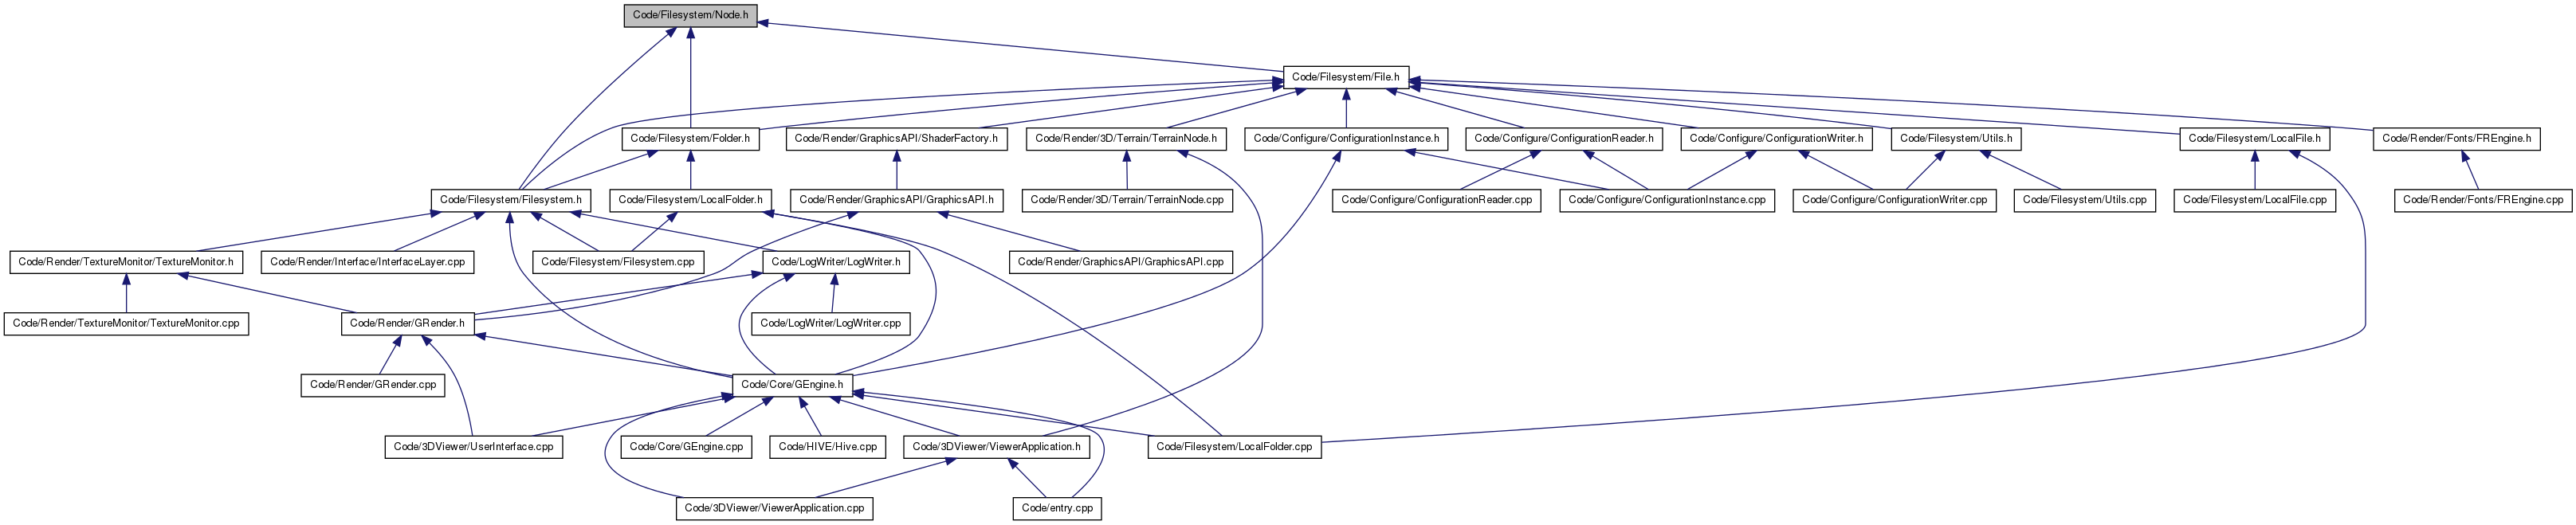 Code/Filesystem/Node.h
Code/Filesystem/File.h
Code/Filesystem/Folder.h
Code/Render/GraphicsAPI/ShaderFactory.h
Code/Render/3D/Terrain/TerrainNode.h
Code/Configure/ConfigurationInstance.h
Code/Configure/ConfigurationReader.h
Code/Configure/ConfigurationWriter.h
Code/Filesystem/Utils.h
Code/Filesystem/LocalFile.h
Code/Render/Fonts/FREngine.h
Code/Filesystem/Filesystem.h
Code/Filesystem/LocalFolder.h
Code/Render/GraphicsAPI/GraphicsAPI.h
Code/Render/3D/Terrain/TerrainNode.cpp
Code/Configure/ConfigurationReader.cpp
Code/Configure/ConfigurationInstance.cpp
Code/Configure/ConfigurationWriter.cpp
Code/Filesystem/Utils.cpp
Code/Filesystem/LocalFile.cpp
Code/Render/Fonts/FREngine.cpp
Code/Render/TextureMonitor/TextureMonitor.h
Code/Render/Interface/InterfaceLayer.cpp
Code/Filesystem/Filesystem.cpp
Code/LogWriter/LogWriter.h
Code/Render/GraphicsAPI/GraphicsAPI.cpp
Code/Render/TextureMonitor/TextureMonitor.cpp
Code/Render/GRender.h
Code/LogWriter/LogWriter.cpp
Code/Render/GRender.cpp
Code/Core/GEngine.h
Code/3DViewer/UserInterface.cpp
Code/Core/GEngine.cpp
Code/HIVE/Hive.cpp
Code/3DViewer/ViewerApplication.h
Code/Filesystem/LocalFolder.cpp
Code/3DViewer/ViewerApplication.cpp
Code/entry.cpp